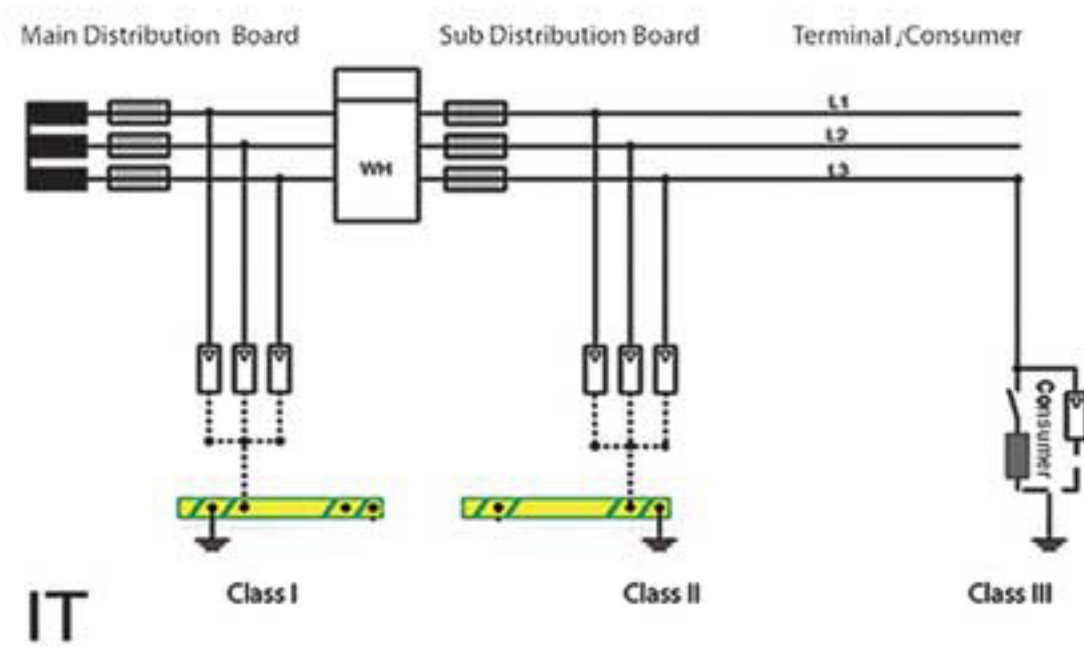 Main Distribution Board
Sub Distribution Board
Terminal /Consumer
L1
L2
WH
L3
Consumer
Class I
Class II
Class III
IT